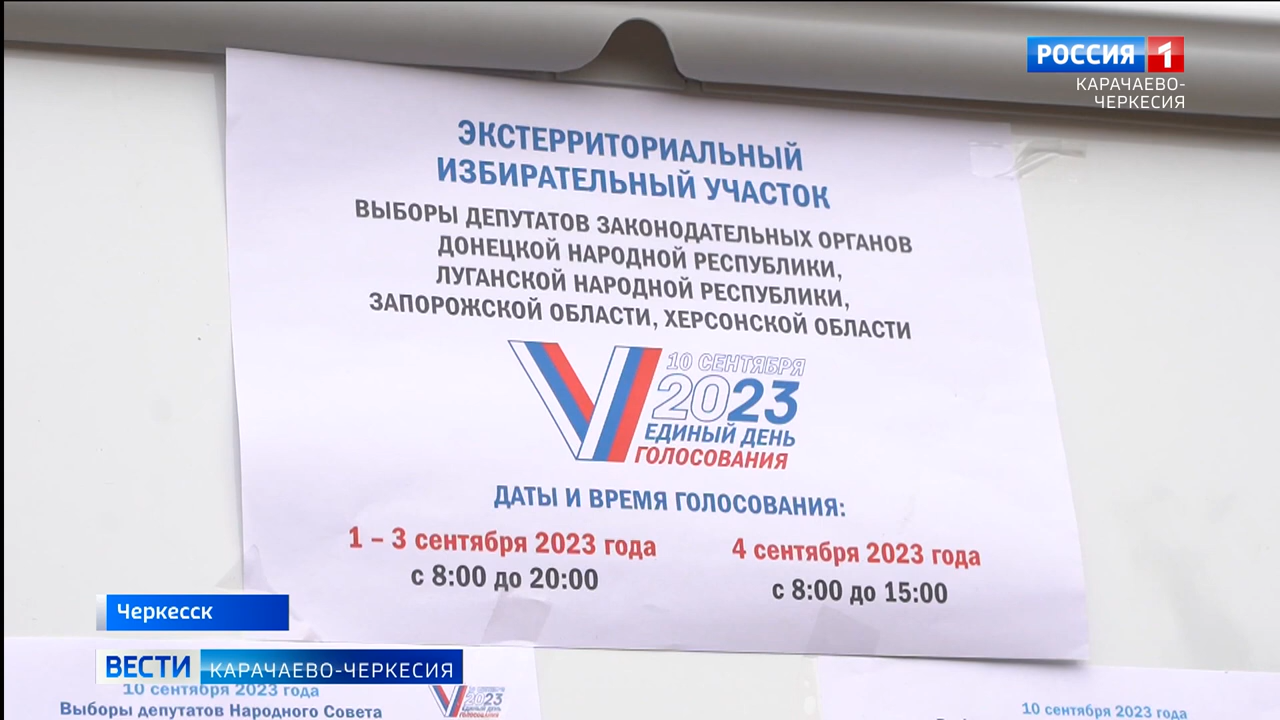 РОССИЯ 1
КАРАЧАЕВО-
ЧЕРКЕСИЯ
ЭКСТЕРРИТОРИАЛЬНЫЙ
ИЗБИРАТЕЛЬНЫЙ УЧАСТОК
ВЫБОРЫ ДЕПУТАТОВ ЗАКОНОДАТЕЛЬНЫХ ОРГАНОВ
ДОНЕЦКОЙ НАРОДНОЙ РЕСПУБЛИКИ,
ЛУГАНСКОЙ НАРОДНОЙ РЕСПУБЛИКИ,
ЗАПОРОЖСКОЙ ОБЛАСТИ, ХЕРСОНСКОЙ ОБЛАСТИ
10 СЕНТЯБРЯ
2023
ЕДИНЫЙ ДЕНЬ
ГОЛОСОВАНИЯ
ДАТЫ И ВРЕМЯ ГОЛОСОВАНИЯ:
1 – 3 сентября 2023 года
с 8:00 до 20:00
4 сентября 2023 года
с 8:00 до 15:00
Черкесск
ВЕСТИ КАРАЧАЕВО-ЧЕРКЕСИЯ
10 сентября 2023 года
Выборы депутатов Народного Совета
2023
10 сентября 2023 года